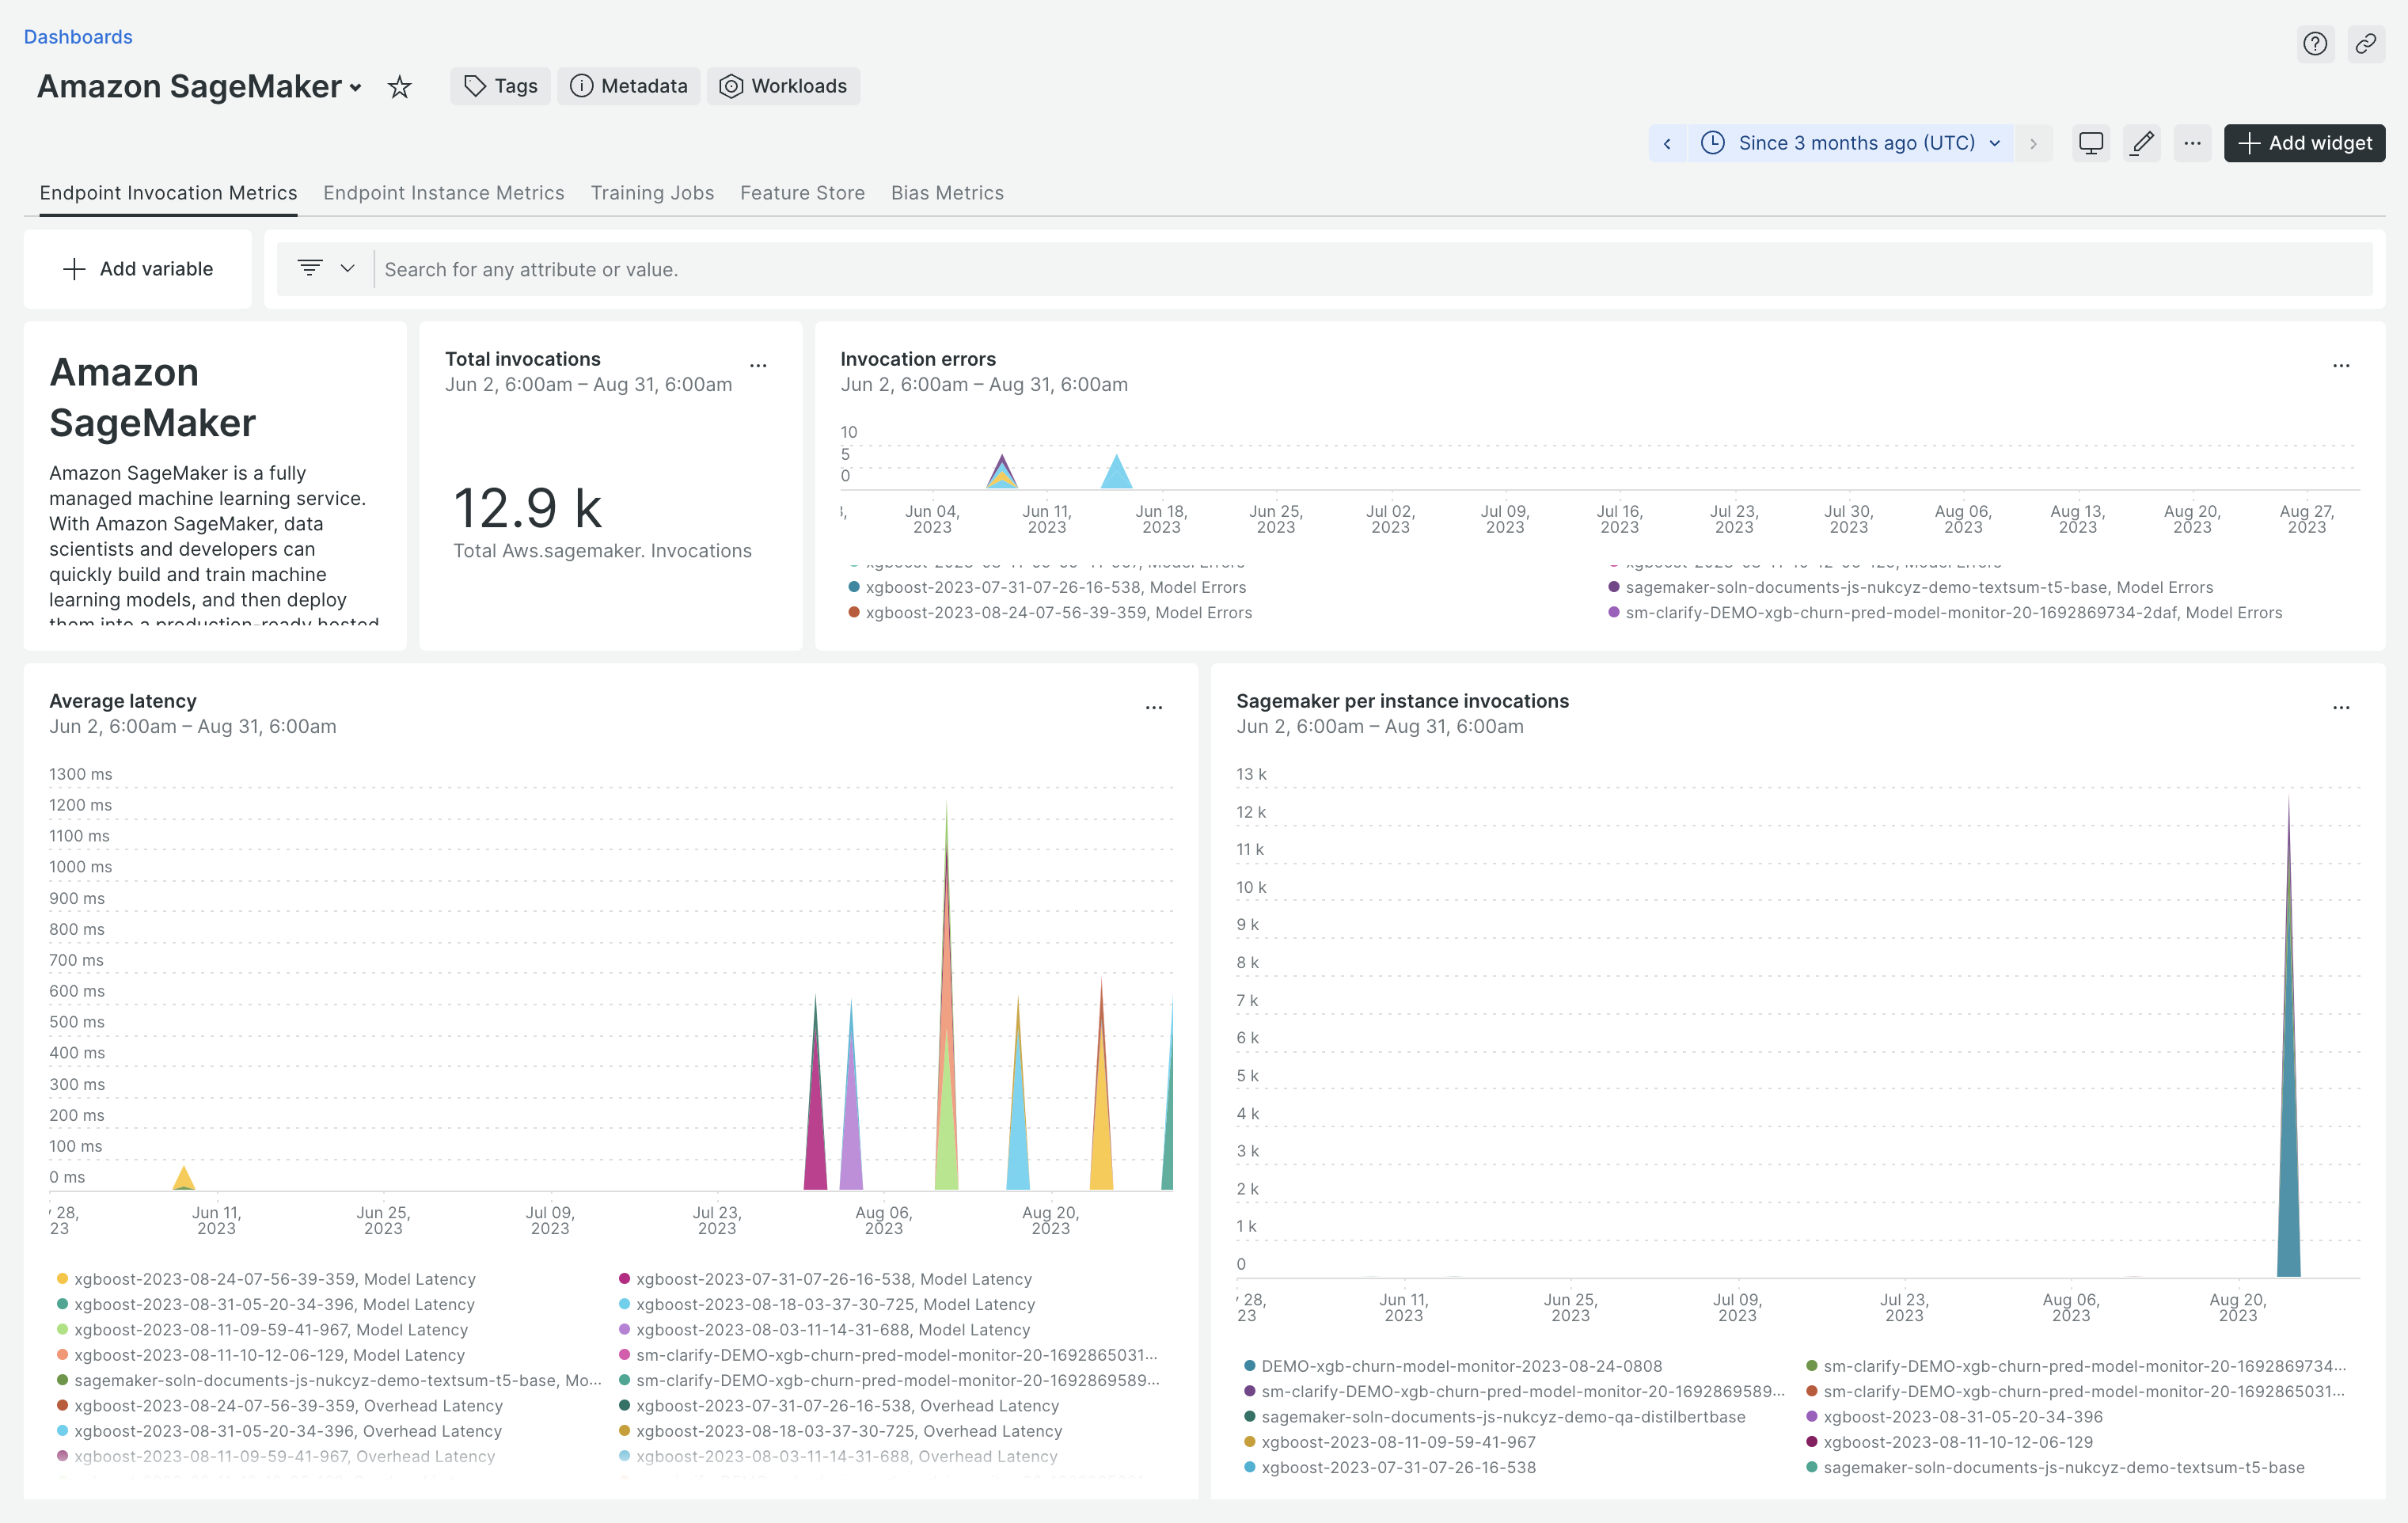 Dashboards
Amazon SageMaker
Tags
Metadata
Workloads
Since 3 months ago (UTC)
Add widget
Endpoint Invocation Metrics
Endpoint Instance Metrics
Training Jobs
Feature Store
Bias Metrics
Add variable
Search for any attribute or value.
Amazon
SageMaker
Amazon SageMaker is a fully
managed machine learning service.
With Amazon SageMaker, data
scientists and developers can
quickly build and train machine
learning models, and then deploy
them into a production-ready hosted
Total invocations
Jun 2, 6:00am – Aug 31, 6:00am
12.9 k
Total Aws.sagemaker. Invocations
Invocation errors
Jun 2, 6:00am – Aug 31, 6:00am
10
5
0
Jun 04,
2023
Jun 11,
2023
Jun 18,
2023
Jun 25,
2023
Jul 02,
2023
Jul 09,
2023
Jul 16,
2023
Jul 23,
2023
Jul 30,
2023
Aug 06,
2023
Aug 13,
2023
Aug 20,
2023
Aug 27,
2023
xgboost-2023-07-31-07-26-16-538, Model Errors
xgboost-2023-08-24-07-56-39-359, Model Errors
sagemaker-soln-documents-js-nukcyz-demo-textsum-t5-base, Model Errors
sm-clarify-DEMO-xgb-churn-pred-model-monitor-20-1692869734-2daf, Model Errors
Average latency
Jun 2, 6:00am – Aug 31, 6:00am
1300 ms
1200 ms
1100 ms
1000 ms
900 ms
800 ms
700 ms
600 ms
500 ms
400 ms
300 ms
200 ms
100 ms
0 ms
28,
23
Jun 11,
2023
Jun 25,
2023
Jul 09,
2023
Jul 23,
2023
Aug 06,
2023
Aug 20,
2023
xgboost-2023-08-24-07-56-39-359, Model Latency
xgboost-2023-08-31-05-20-34-396, Model Latency
xgboost-2023-08-11-09-59-41-967, Model Latency
xgboost-2023-08-11-10-12-06-129, Model Latency
sagemaker-soln-documents-js-nukcyz-demo-textsum-t5-base, Mo...
xgboost-2023-08-24-07-56-39-359, Overhead Latency
xgboost-2023-08-31-05-20-34-396, Overhead Latency
xgboost-2023-08-11-09-59-41-967, Overhead Latency
xgboost-2023-07-31-07-26-16-538, Model Latency
xgboost-2023-08-18-03-37-30-725, Model Latency
xgboost-2023-08-03-11-14-31-688, Model Latency
sm-clarify-DEMO-xgb-churn-pred-model-monitor-20-1692865031...
sm-clarify-DEMO-xgb-churn-pred-model-monitor-20-1692869589...
xgboost-2023-07-31-07-26-16-538, Overhead Latency
xgboost-2023-08-18-03-37-30-725, Overhead Latency
xgboost-2023-08-03-11-14-31-688, Overhead Latency
Sagemaker per instance invocations
Jun 2, 6:00am – Aug 31, 6:00am
13 k
12 k
11 k
10 k
9 k
8 k
7 k
6 k
5 k
4 k
3 k
2 k
1 k
0
28,
23
Jun 11,
2023
Jun 25,
2023
Jul 09,
2023
Jul 23,
2023
Aug 06,
2023
Aug 20,
2023
DEMO-xgb-churn-model-monitor-2023-08-24-0808
sm-clarify-DEMO-xgb-churn-pred-model-monitor-20-1692869589...
sagemaker-soln-documents-js-nukcyz-demo-qa-distilbertbase
xgboost-2023-08-11-09-59-41-967
xgboost-2023-07-31-07-26-16-538
sm-clarify-DEMO-xgb-churn-pred-model-monitor-20-1692869734...
sm-clarify-DEMO-xgb-churn-pred-model-monitor-20-1692865031...
xgboost-2023-08-31-05-20-34-396
xgboost-2023-08-11-10-12-06-129
sagemaker-soln-documents-js-nukcyz-demo-textsum-t5-base